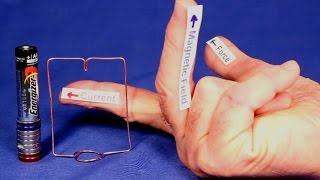 Energizer
← Current
← Magnetic Field
← Force